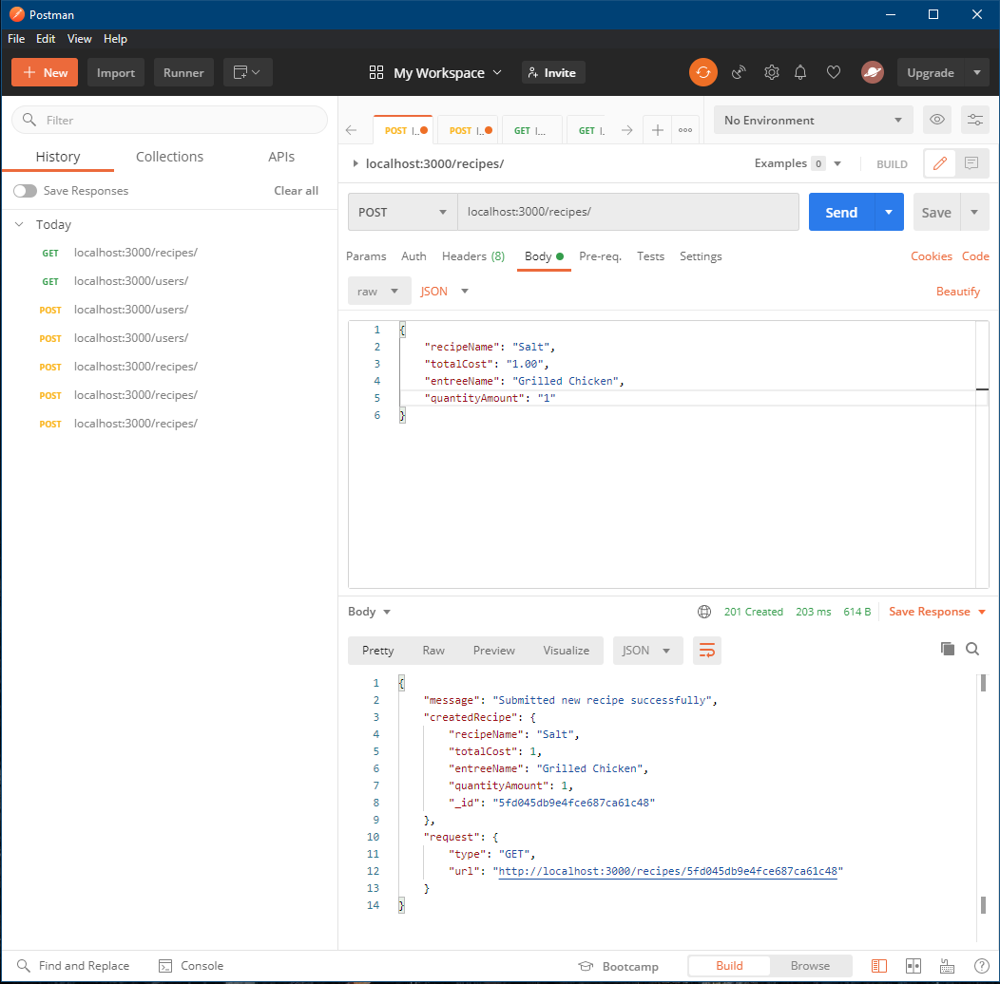 Postman
File Edit View Help
New Import Runner My Workspace Invite Upgrade
Filter
History Collections APIs
Save Responses Clear all
Today
GET localhost:3000/recipes/
GET localhost:3000/users/
POST localhost:3000/users/
POST localhost:3000/users/
POST localhost:3000/recipes/
POST localhost:3000/recipes/
POST localhost:3000/recipes/
POST l.. POST l.. GET l... GET l. No Environment
localhost:3000/recipes/ Examples 0 BUILD
POST localhost:3000/recipes/ Send Save
Params Auth Headers (8) Body Pre-req. Tests Settings Cookies Code
raw JSON Beautify
1 {
2 "recipeName": "Salt",
3 "totalCost": "1.00",
4 "entreeName": "Grilled Chicken",
5 "quantityAmount": "1"
6 }
Body 201 Created 203 ms 614 B Save Response
Pretty Raw Preview Visualize JSON
1 {
2 "message": "Submitted new recipe successfully",
3 "createdRecipe": {
4 "recipeName": "Salt",
5 "totalCost": 1,
6 "entreeName": "Grilled Chicken",
7 "quantityAmount": 1,
8 "_id": "5fd045db9e4fce687ca61c48"
9 },
10 "request": {
11 "type": "GET",
12 "url": "http://localhost:3000/recipes/5fd045db9e4fce687ca61c48"
13 }
14 }
Find and Replace Console Bootcamp Build Browse